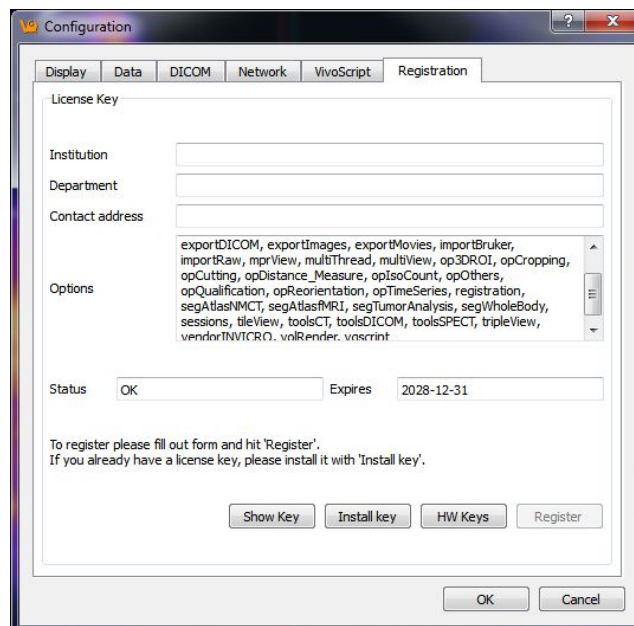 Configuration
Display Data DICOM Network VivoScript Registration
License Key
Institution
Department
Contact address
Options
exportDICOM, exportImages, exportMovies, importBruker,
importRaw, mprView, multiThread, multiView, op3DROI, opCropping,
opCutting, opDistance_Measure, opIsoCount, opOthers,
opQualification, opReorientation, opTimeSeries, registration,
segAtlasNMCT, segAtlasfMRI, segTumorAnalysis, segWholeBody,
sessions, tileView, toolsCT, toolsDICOM, toolsSPECT, tripleView,
vendorINVICRO, volRender, vqscript
Status OK Expires 2028-12-31
To register please fill out form and hit 'Register'.
If you already have a license key, please install it with 'Install key'.
Show Key Install key HW Keys Register
OK Cancel